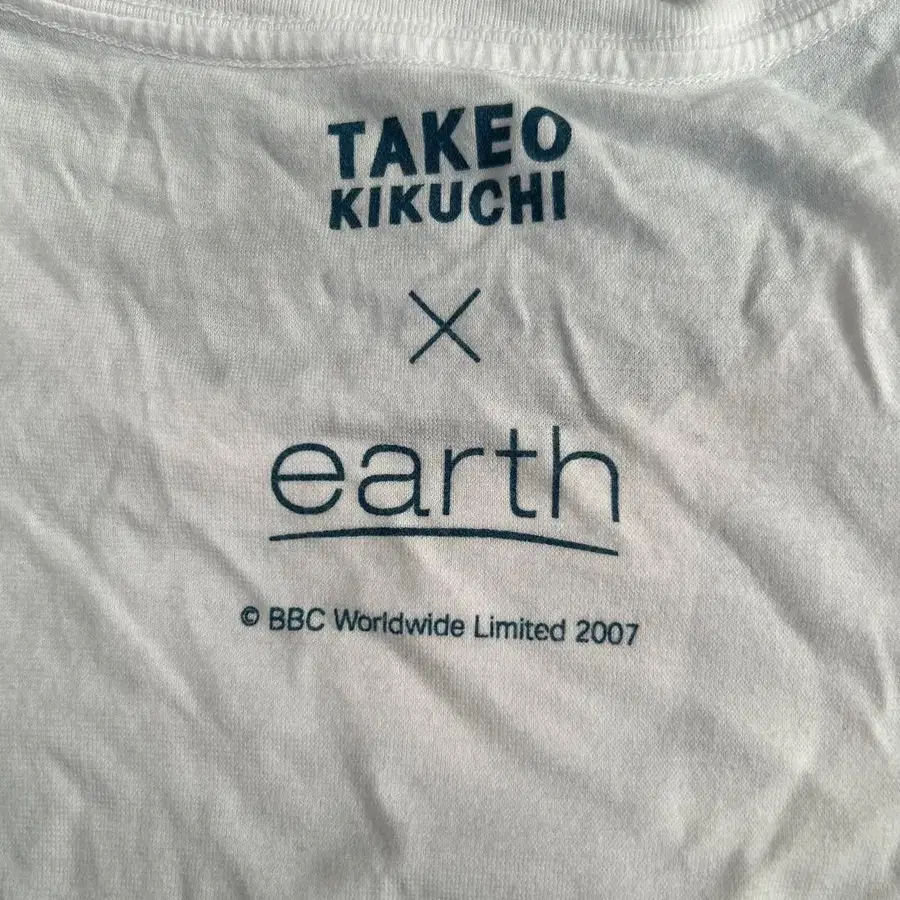 TAKEO
KIKUCHI
×
earth
© BBC Worldwide Limited 2007